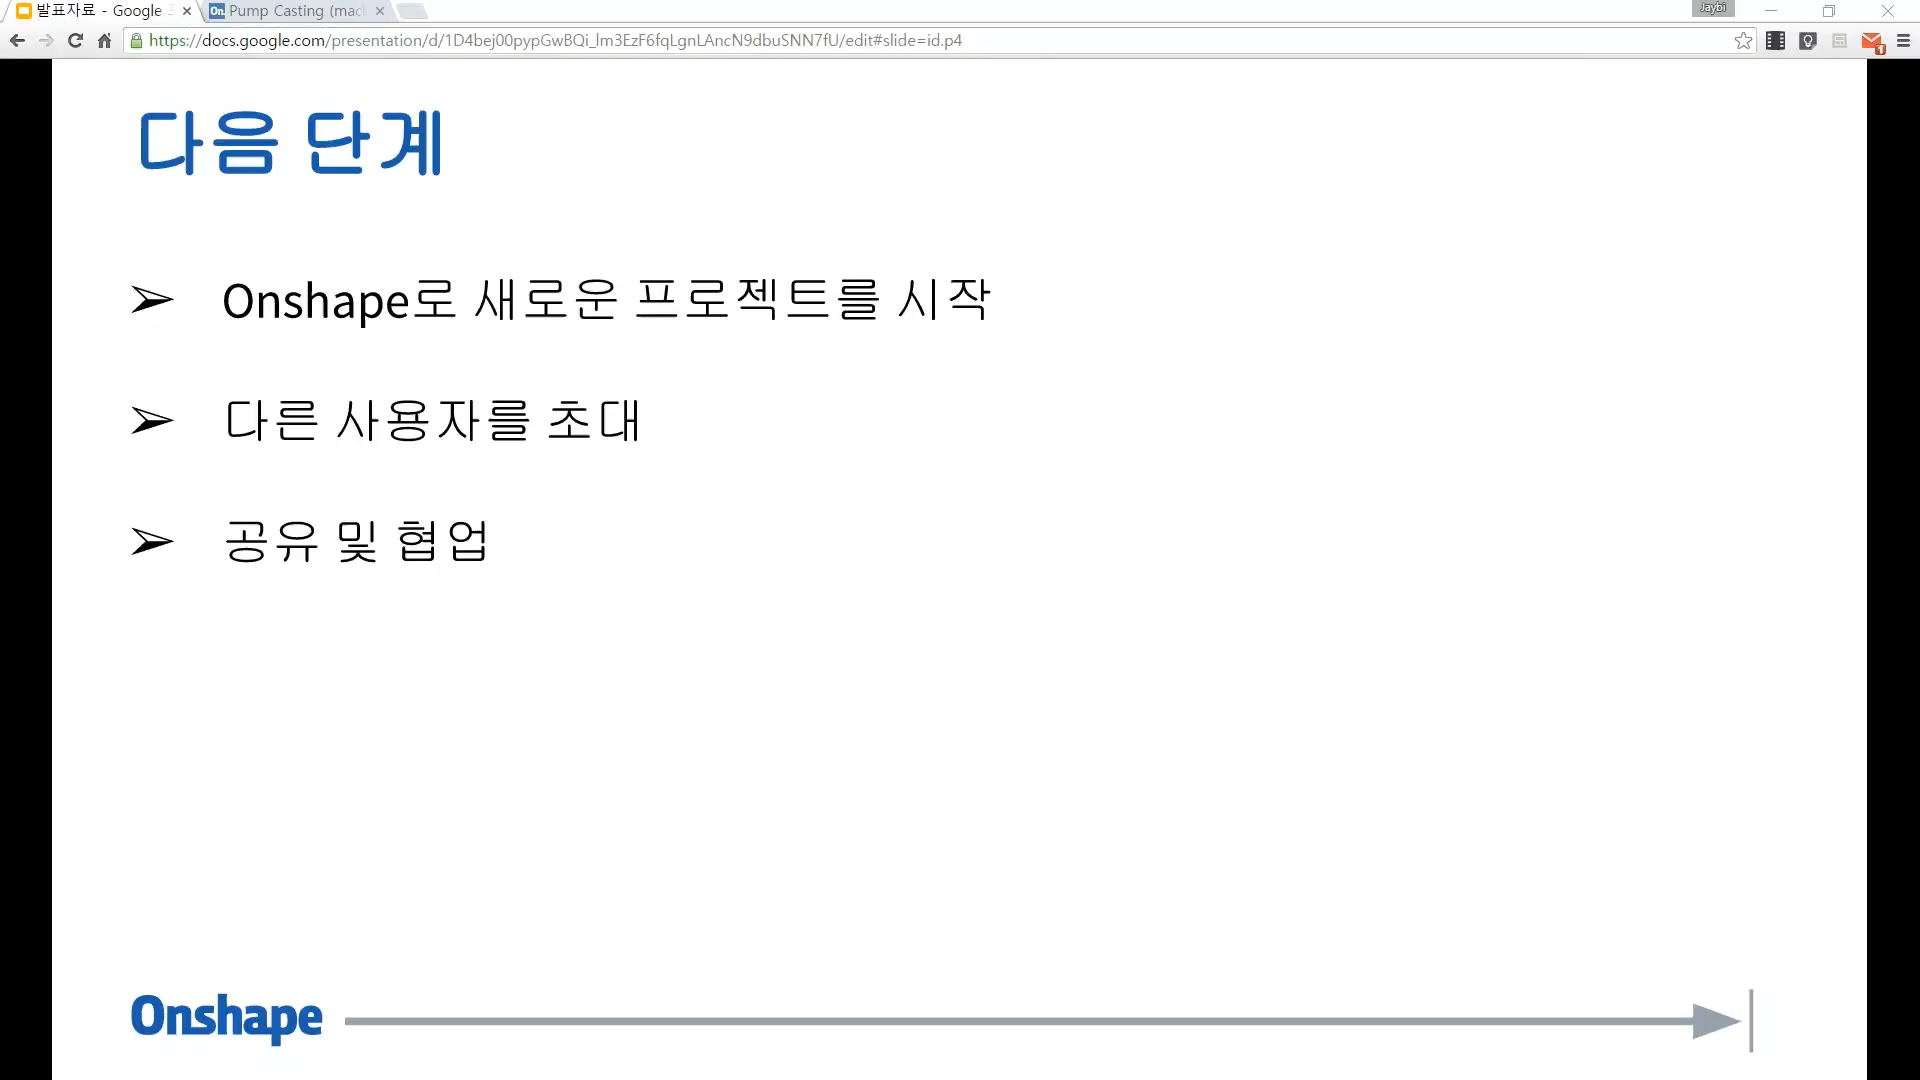 발표자료 - Google
Pump Casting (mac
Jaybi
https://docs.google.com/presentation/d/1D4bej00pypGwBQi_lm3EzF6fqLgnLAncN9dbuSNN7fU/edit#slide=id.p4
다음 단계
➢ Onshape로 새로운 프로젝트를 시작
➢ 다른 사용자를 초대
➢ 공유 및 협업
Onshape